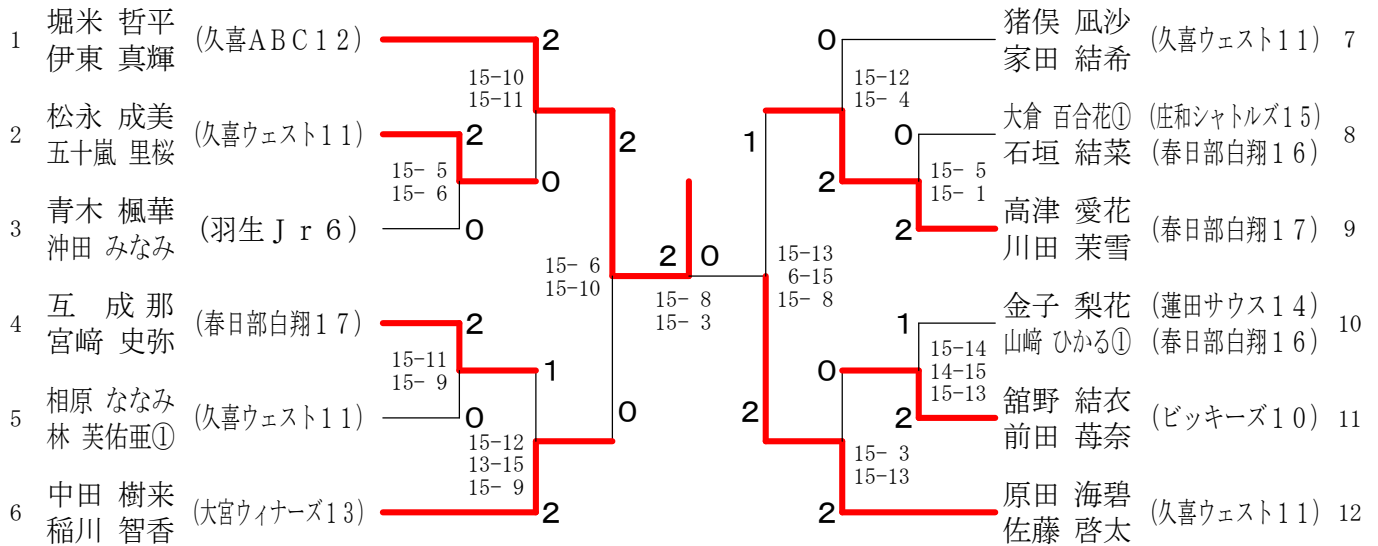 1 堀米 哲平 (久喜ABC12)
伊東 真輝
2
15-10
15-11
2 松永 成美 (久喜ウェスト11)
五十嵐 里桜
2
0
15- 5
15- 6
3 青木 楓華 (羽生Jr6)
沖田 みなみ
0
2
15- 6
15-10
4 互 成那 (春日部白翔17)
宮﨑 史弥
2
1
15-11
15- 9
5 相原 ななみ (久喜ウェスト11)
林 芙佑亜①
0
0
15-12
13-15
15- 9
6 中田 樹来 (大宮ウィナーズ13)
稲川 智香
2
2 0
15- 8
15- 3
0 猪俣 凪沙 (久喜ウェスト11) 7
家田 結希
15-12
15- 4
1
0 大倉 百合花① (庄和シャトルズ15) 8
石垣 結菜 (春日部白翔16)
15- 5
15- 1
2
2 高津 愛花 (春日部白翔17) 9
川田 茉雪
15-13
6-15
15- 8
1 金子 梨花 (蓮田サウス14) 10
山﨑 ひかる① (春日部白翔16)
15-14
14-15
15-13
0
2 舘野 結衣 (ビッキーズ10) 11
前田 苺奈
2
15- 3
15-13
2 原田 海碧 (久喜ウェスト11) 12
佐藤 啓太